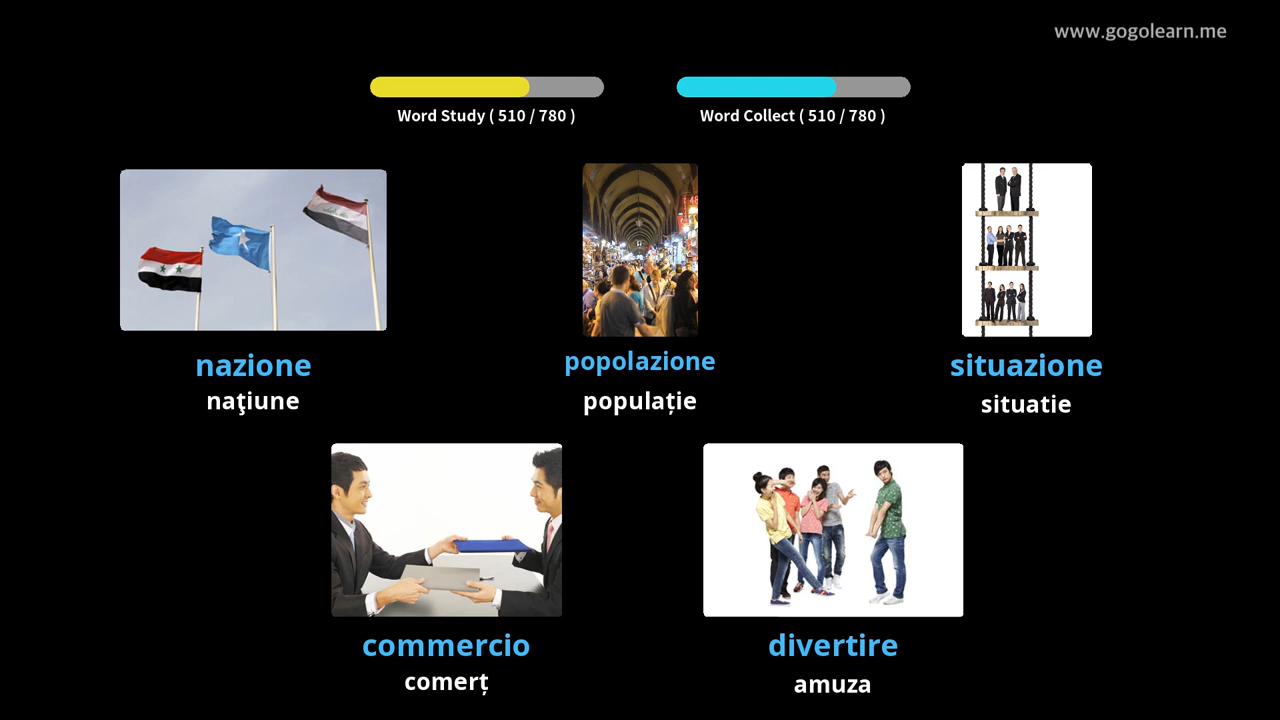 www.gogolearn.me
Word Study ( 510 / 780 )
Word Collect ( 510 / 780 )
nazione
naţiune
popolazione
populație
situazione
situatie
commercio
comerț
divertire
amuza